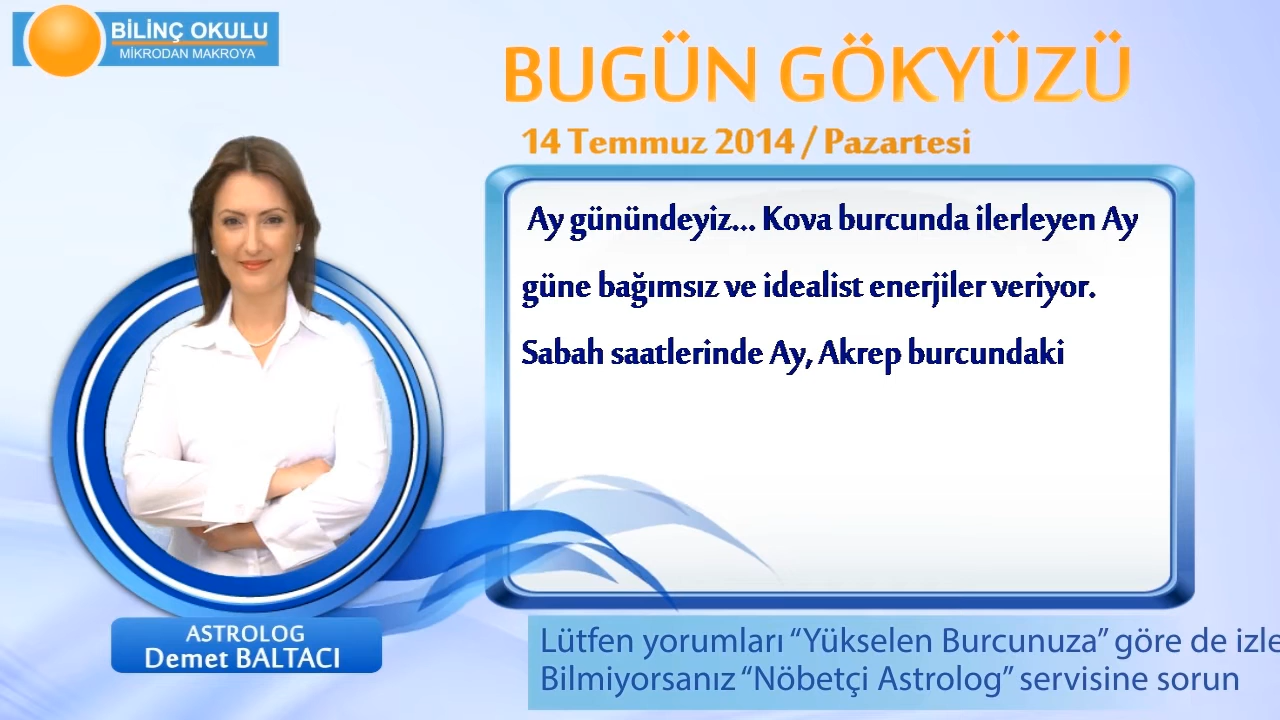 BİLİNÇ OKULU
MİKRODAN MAKROYA
BUGÜN GÖKYÜZÜ
14 Temmuz 2014 / Pazartesi
Ay günündeyiz... Kova burcunda ilerleyen Ay
güne bağımsız ve idealist enerjiler veriyor.
Sabah saatlerinde Ay, Akrep burcundaki
ASTROLOG
Demet BALTACI
Lütfen yorumları “Yükselen Burcunuza” göre de izle
Bilmiyorsanız “Nöbetçi Astrolog” servisine sorun